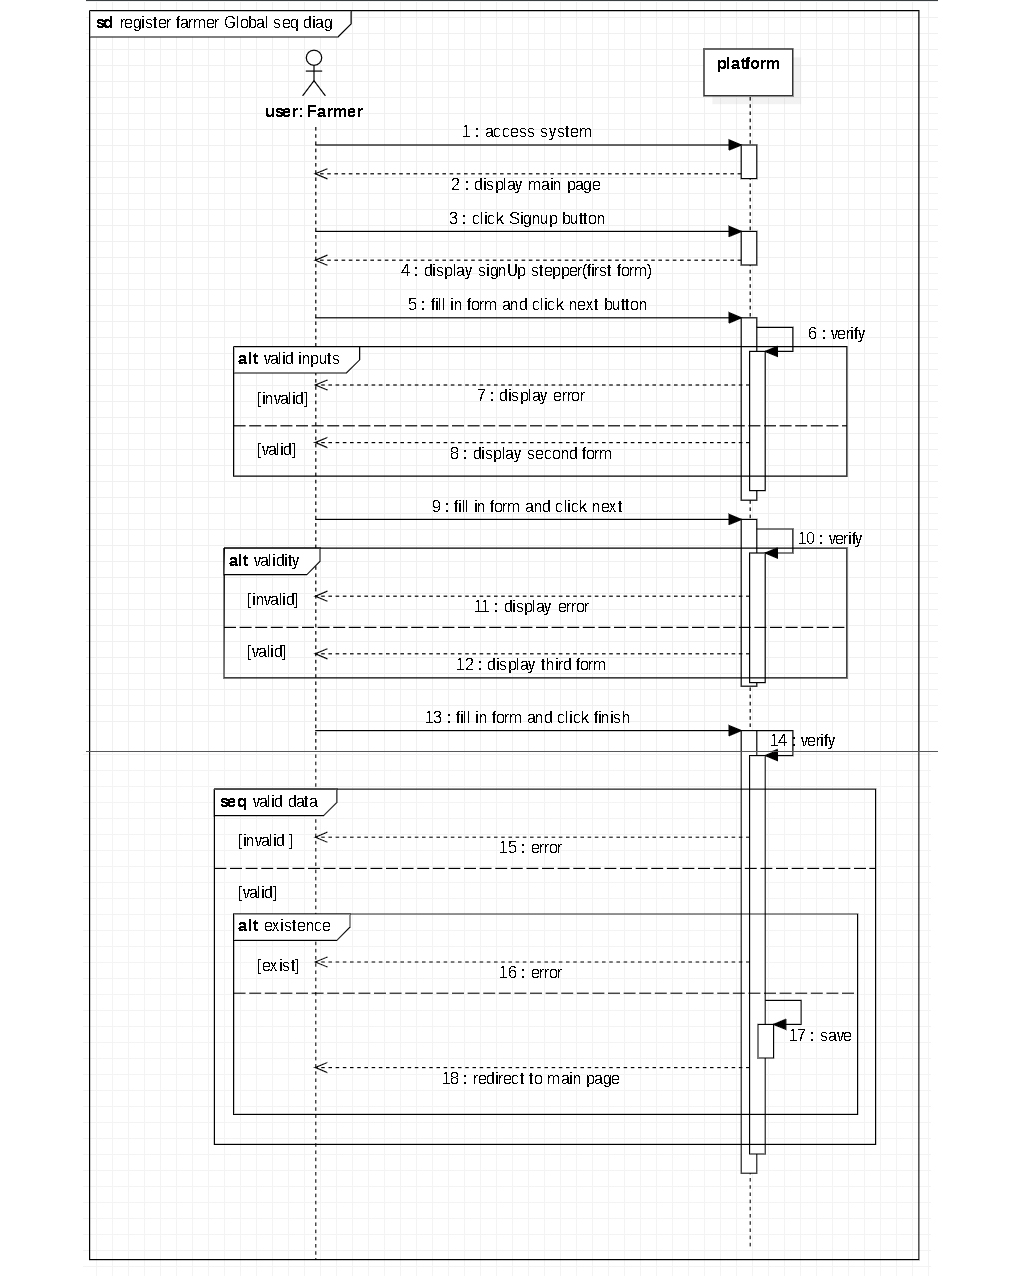 sd register farmer Global seq diag
platform
user: Farmer
1 : access system
2 : display main page
3 : click Signup button
4 : display signUp stepper(first form)
5 : fill in form and click next button
6 : verify
alt valid inputs
[invalid]
7 : display error
[valid]
8 : display second form
9 : fill in form and click next
10 : verify
alt validity
[invalid]
11 : display error
[valid]
12 : display third form
13 : fill in form and click finish
14 : verify
seq valid data
[invalid ]
15 : error
[valid]
alt existence
[exist]
16 : error
17 : save
18 : redirect to main page